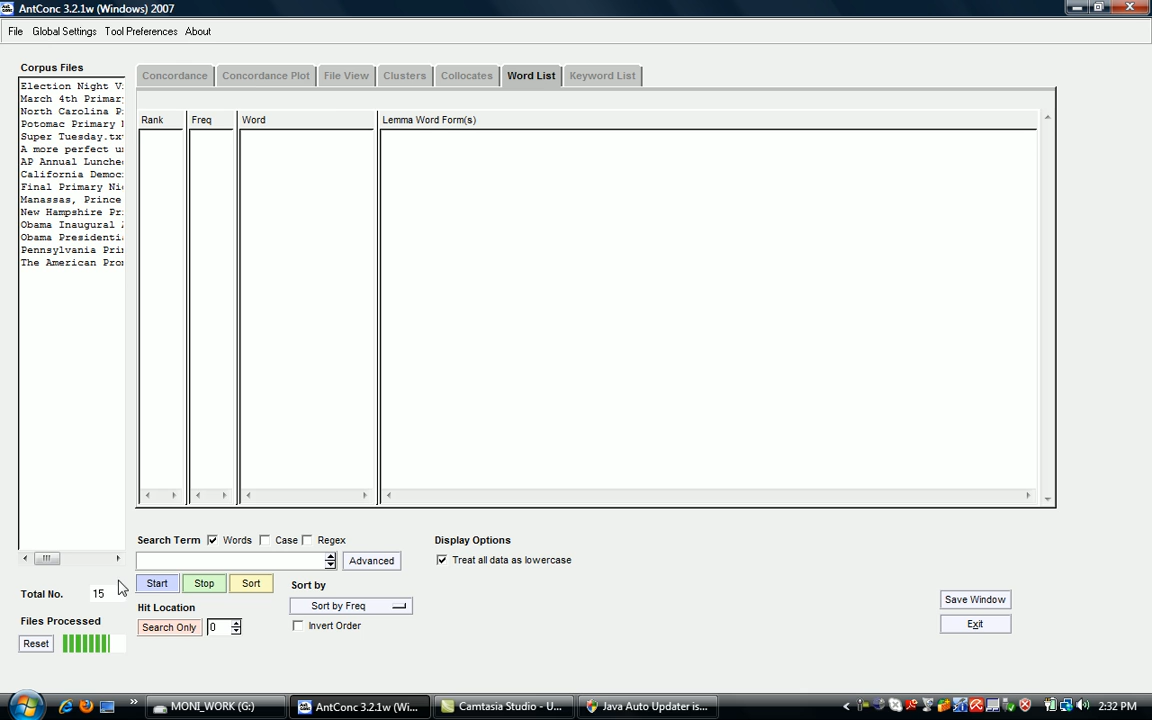 AntConc 3.2.1w (Windows) 2007
File Global Settings Tool Preferences About
Corpus Files
Election Night Vi
March 4th Primary
North Carolina Pr
Potomac Primary
Super Tuesday.txt
A more perfect un
AP Annual Lunche
California Democ
Final Primary Nig
Manassas, Prince
New Hampshire Pr
Obama Inaugural
Obama Presidenti
Pennsylvania Pri
The American Pro
Concordance Concordance Plot File View Clusters Collocates Word List Keyword List
Rank Freq Word Lemma Word Form(s)
Search Term Words Case Regex
Advanced
Display Options
Treat all data as lowercase
Start Stop Sort
Sort by
Sort by Freq
Invert Order
Hit Location
Search Only 0
Total No. 15
Files Processed
Reset
Save Window
Exit
MONI_WORK (G:) AntConc 3.2.1w (Wi... Camtasia Studio - U... Java Auto Updater is... 2:32 PM